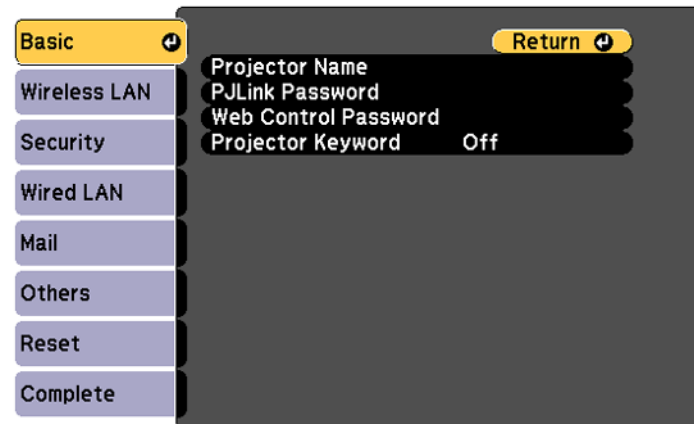 Basic
Wireless LAN
Security
Wired LAN
Mail
Others
Reset
Complete
Return
Projector Name
PJLink Password
Web Control Password
Projector Keyword Off